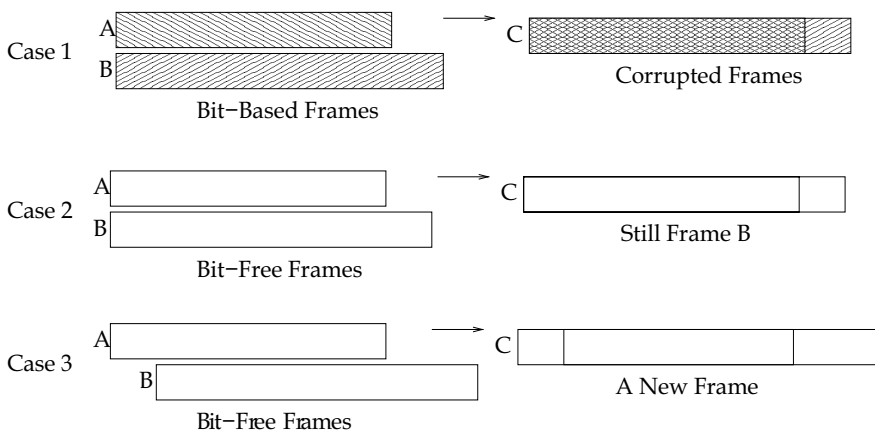 Case 1
A
B
Bit−Based Frames
C
Corrupted Frames
Case 2
A
B
Bit−Free Frames
C
Still Frame B
Case 3
A
B
Bit−Free Frames
C
A New Frame